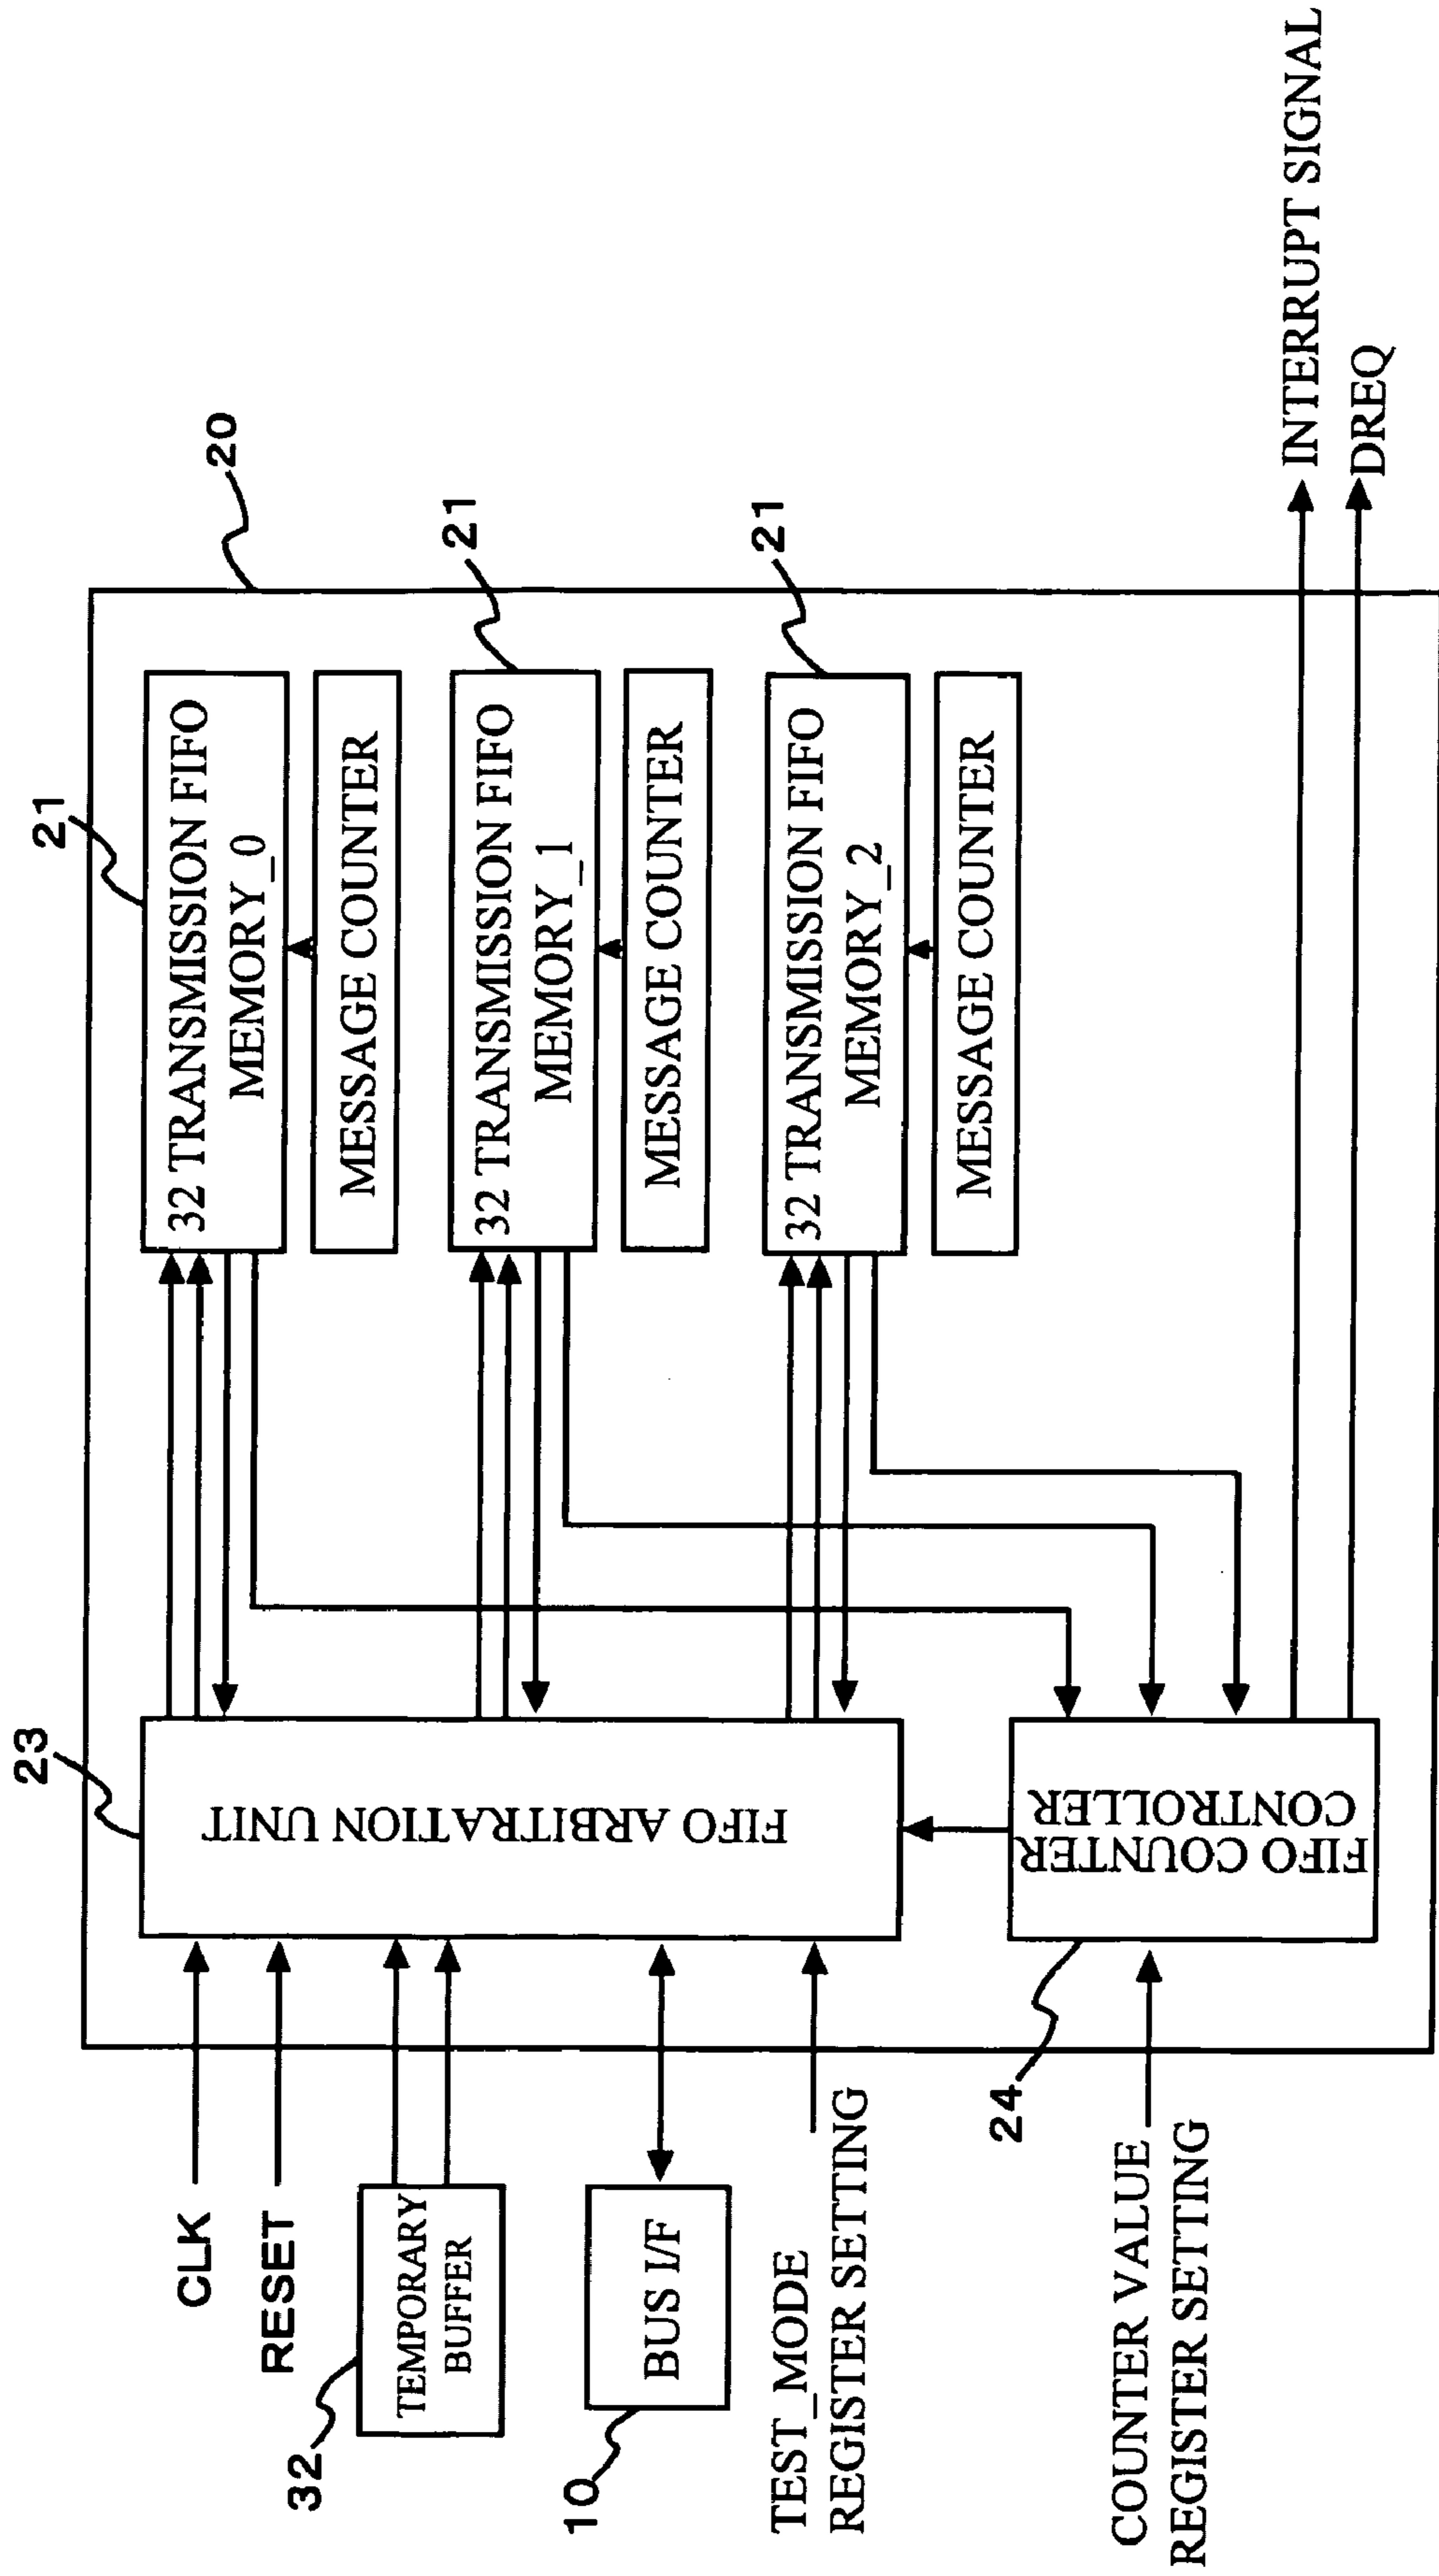 20
23
21
21
21
CLK
RESET
32
TEMPORARY
BUFFER
10
BUS I/F
TEST_MODE
REGISTER SETTING
COUNTER VALUE
REGISTER SETTING
24
FIFO ARBITRATION UNIT
FIFO COUNTER
CONTROLLER
32 TRANSMISSION FIFO
MEMORY_0
MESSAGE COUNTER
32 TRANSMISSION FIFO
MEMORY_1
MESSAGE COUNTER
32 TRANSMISSION FIFO
MEMORY_2
MESSAGE COUNTER
INTERRUPT SIGNAL
DREQ